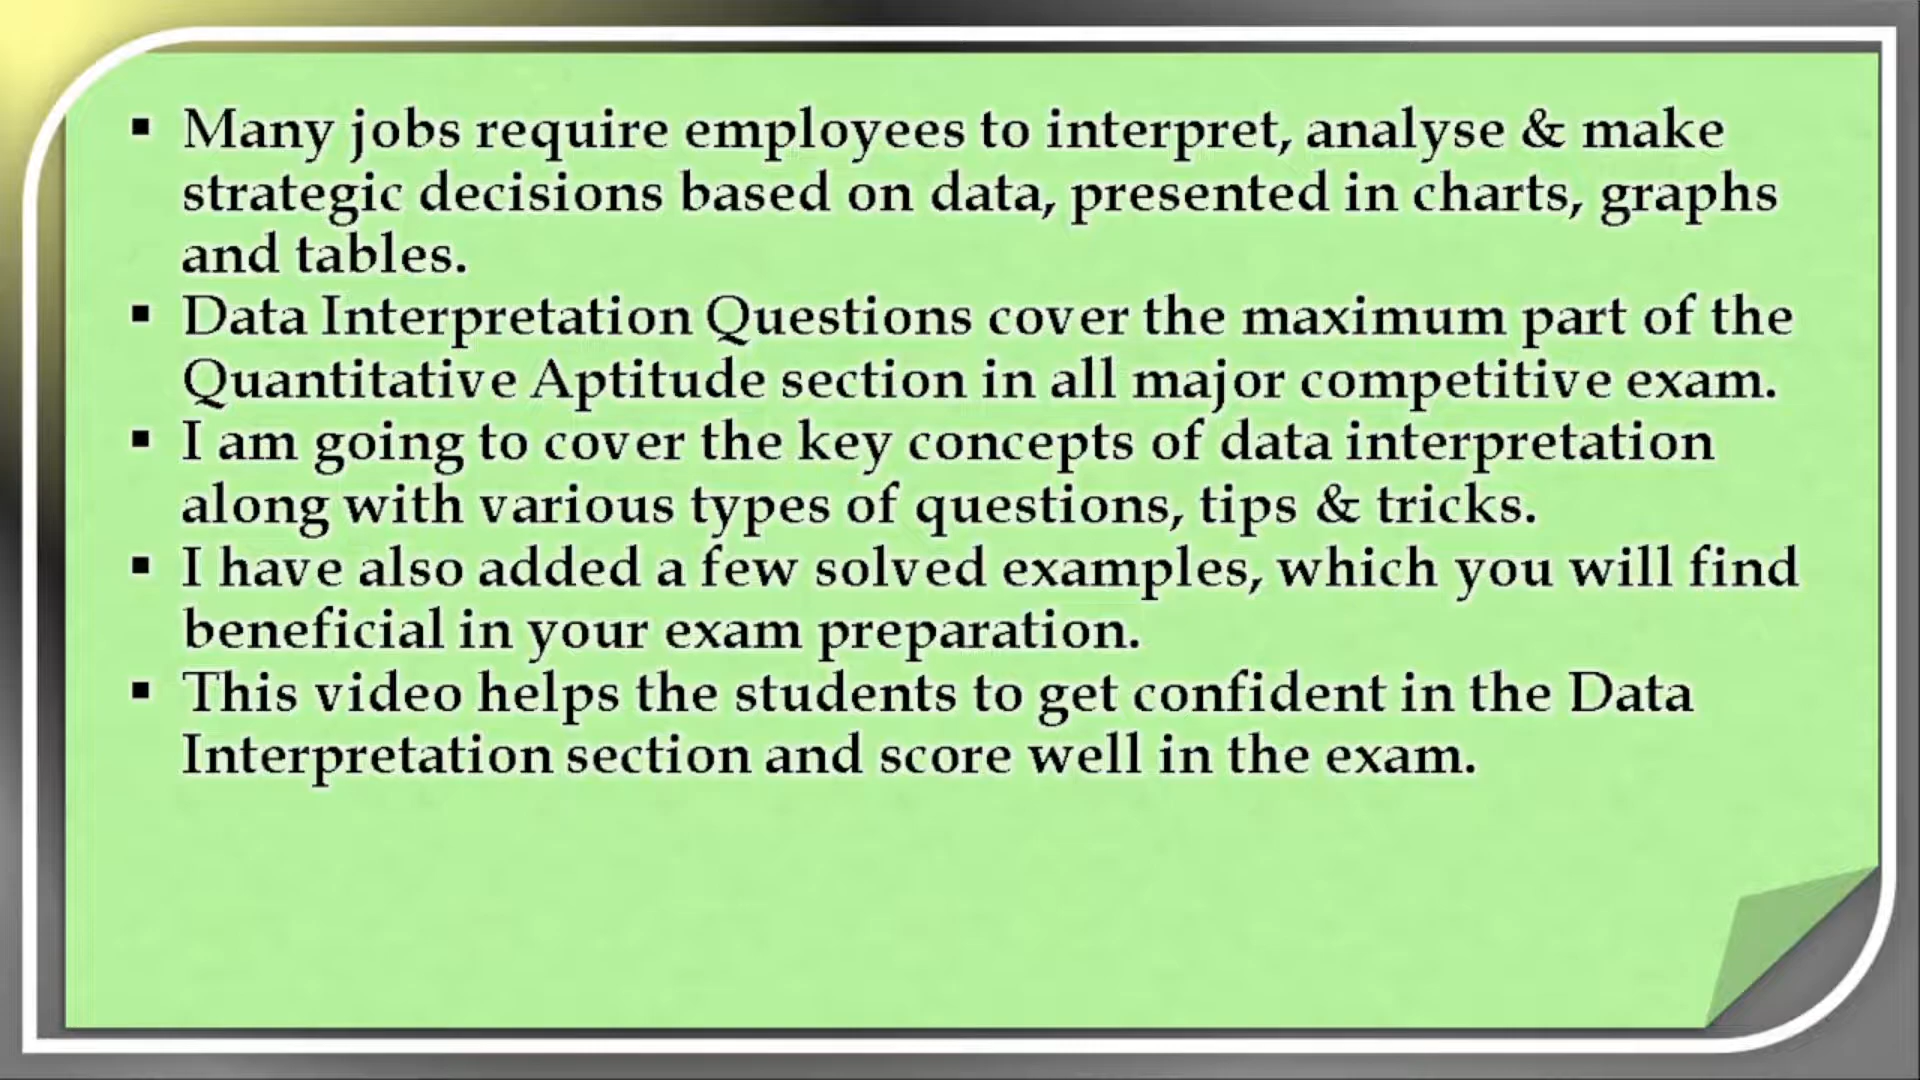 ▪ Many jobs require employees to interpret, analyse & make
strategic decisions based on data, presented in charts, graphs
and tables.
▪ Data Interpretation Questions cover the maximum part of the
Quantitative Aptitude section in all major competitive exam.
▪ I am going to cover the key concepts of data interpretation
along with various types of questions, tips & tricks.
▪ I have also added a few solved examples, which you will find
beneficial in your exam preparation.
▪ This video helps the students to get confident in the Data
Interpretation section and score well in the exam.